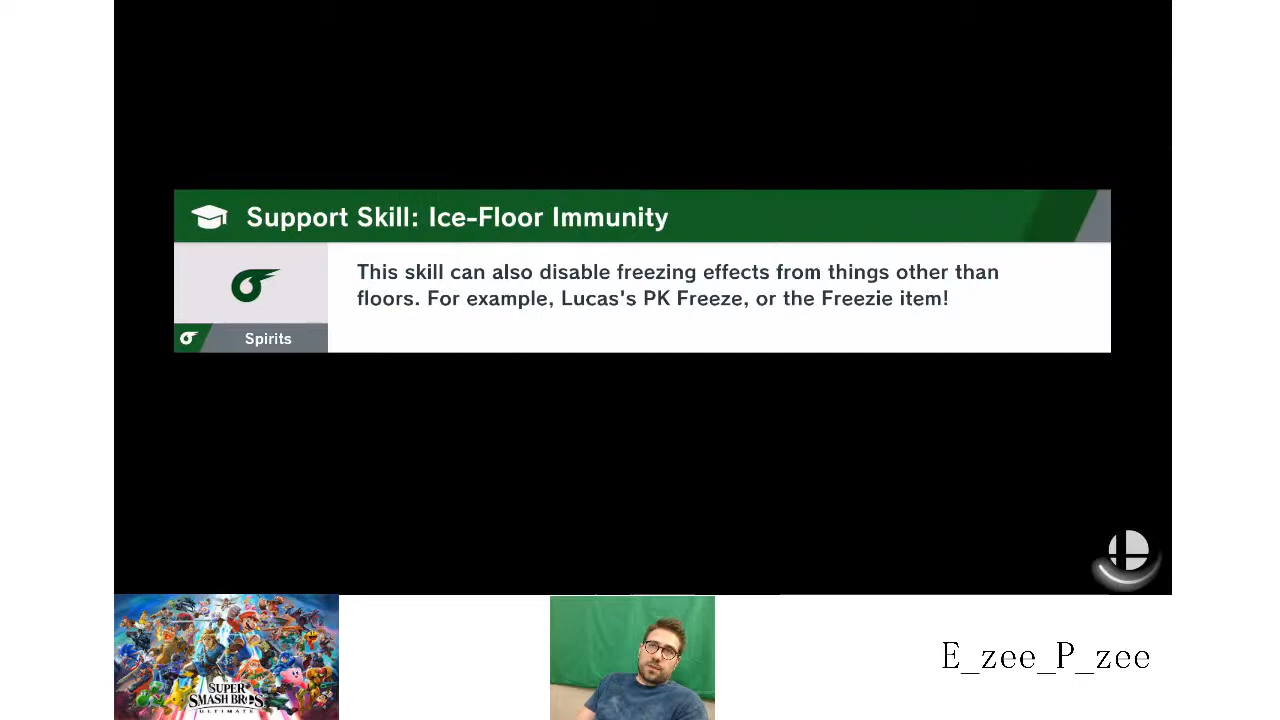 Support Skill: Ice-Floor Immunity
This skill can also disable freezing effects from things other than
floors. For example, Lucas's PK Freeze, or the Freezie item!
Spirits
SUPER
SMASH BROS.
ULTIMATE
E_zee_P_zee